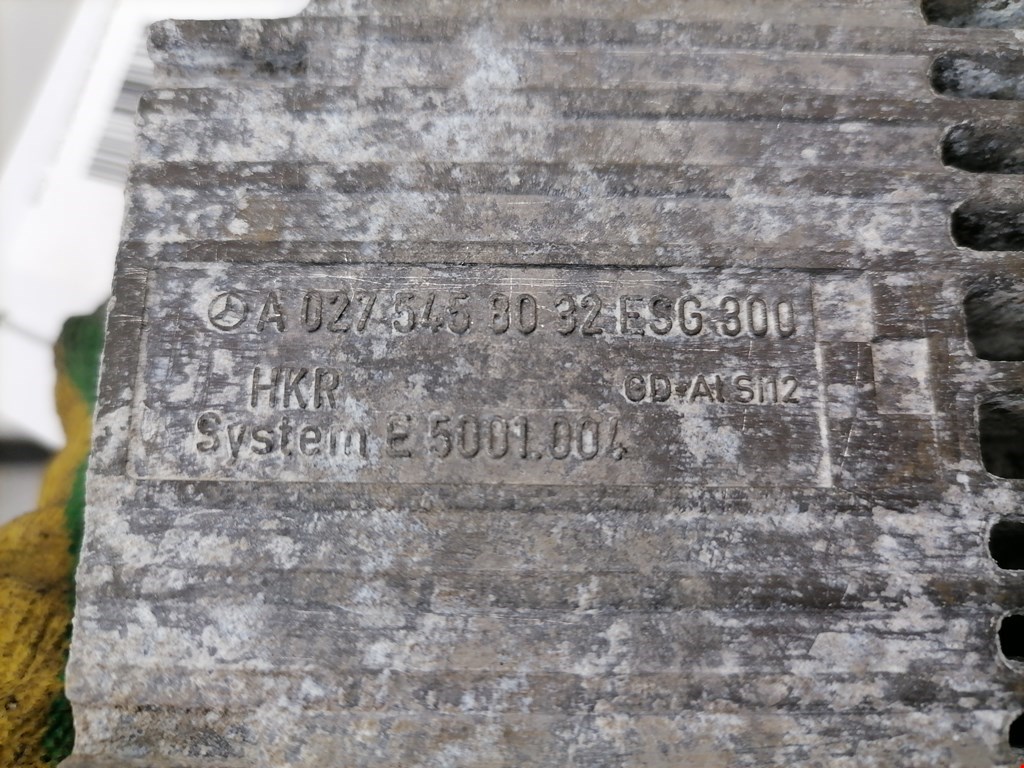 A 027 545 80 32 ESG 300
HKR GD-AlSi12
System E 5001.004